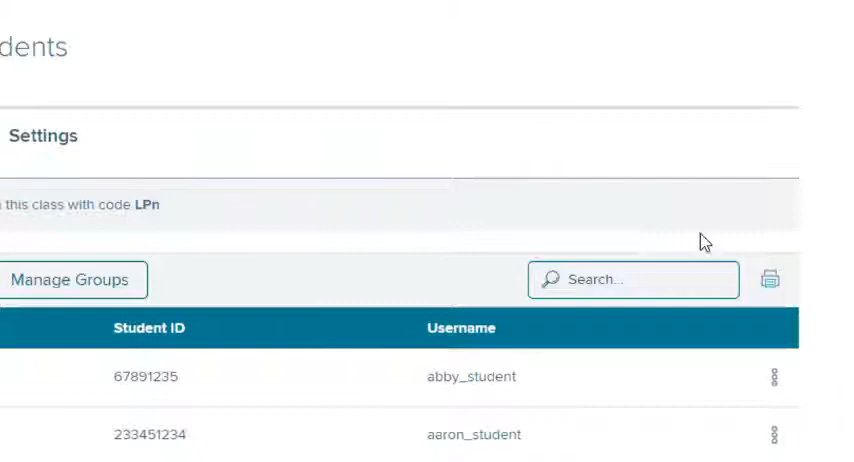 dents
Settings
this class with code LPn
Manage Groups
Search...
Student ID Username
67891235 abby_student
233451234 aaron_student